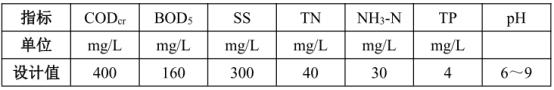 指标 CODcr BOD5 SS TN NH3-N TP pH
单位 mg/L mg/L mg/L mg/L mg/L mg/L
设计值 400 160 300 40 30 4 6～9